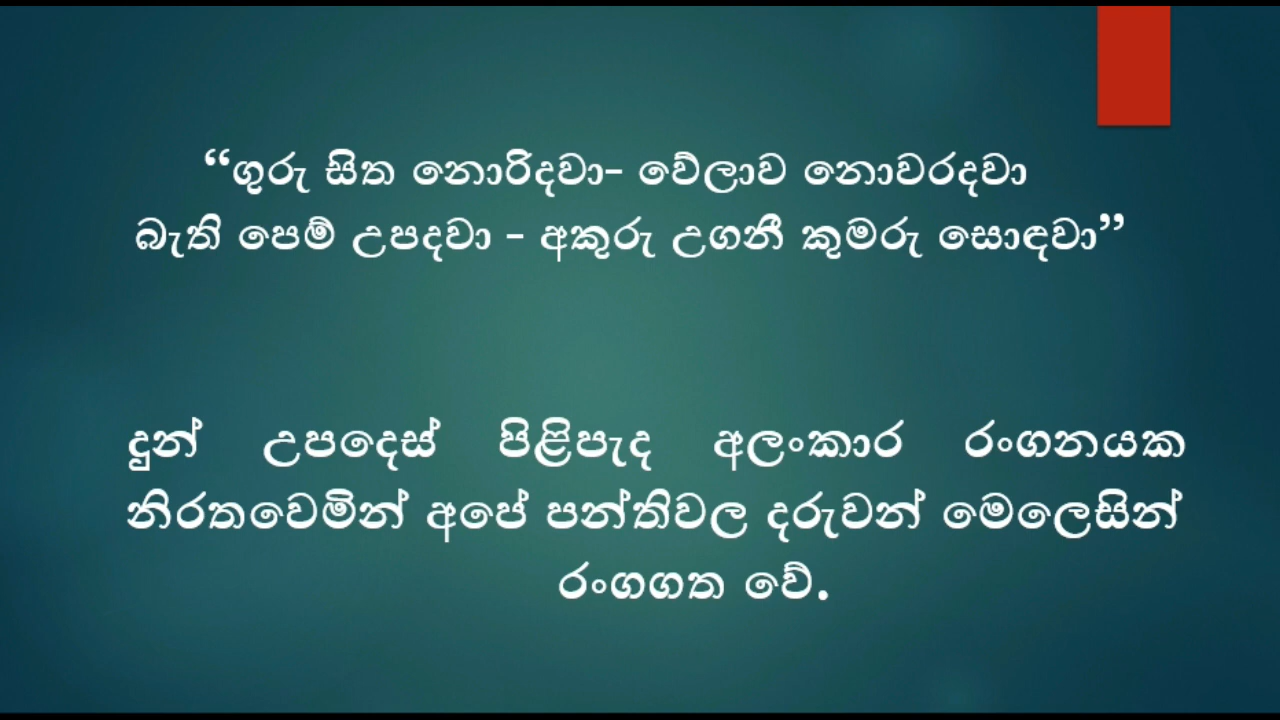 “ගුරු සිත නොරිදවා- වේලාව නොවරදවා
බැති පෙම් උපදවා - අකුරු උගනී කුමරු සොඳවා”
දුන් උපදෙස් පිළිපැද අලංකාර රංගනයක
නිරතවෙමින් අපේ පන්තිවල දරුවන් මෙලෙසින්
රංගගත වේ.